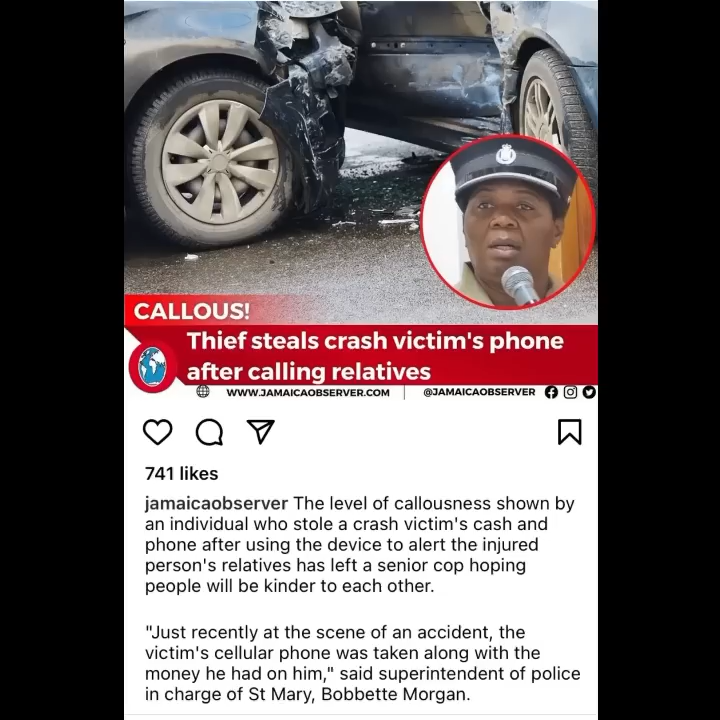 CALLOUS!
Thief steals crash victim's phone
after calling relatives
WWW.JAMAICAOBSERVER.COM | @JAMAICAOBSERVER
741 likes
jamaicaobserver The level of callousness shown by
an individual who stole a crash victim's cash and
phone after using the device to alert the injured
person's relatives has left a senior cop hoping
people will be kinder to each other.
"Just recently at the scene of an accident, the
victim's cellular phone was taken along with the
money he had on him," said superintendent of police
in charge of St Mary, Bobbette Morgan.